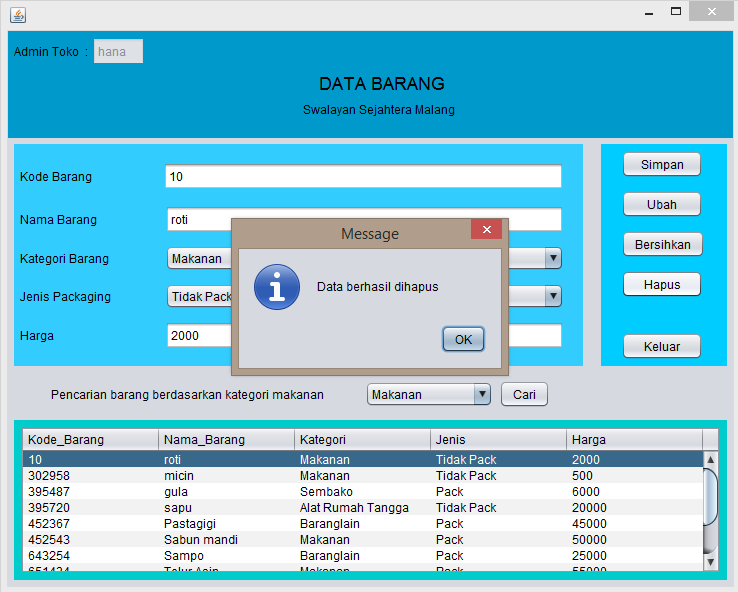 Admin Toko : hana
DATA BARANG
Swalayan Sejahtera Malang
Kode Barang 10
Nama Barang roti
Kategori Barang Makanan
Jenis Packaging Tidak Pack
Harga 2000
Simpan
Ubah
Bersihkan
Hapus
Keluar
Message
Data berhasil dihapus
OK
Pencarian barang berdasarkan kategori makanan Makanan Cari
Kode_Barang Nama_Barang Kategori Jenis Harga
10 roti Makanan Tidak Pack 2000
302958 micin Makanan Tidak Pack 500
395487 gula Sembako Pack 6000
395720 sapu Alat Rumah Tangga Tidak Pack 20000
452367 Pastagigi Baranglain Pack 45000
452543 Sabun mandi Makanan Pack 50000
643254 Sampo Baranglain Pack 25000
Makanan Pack 55000